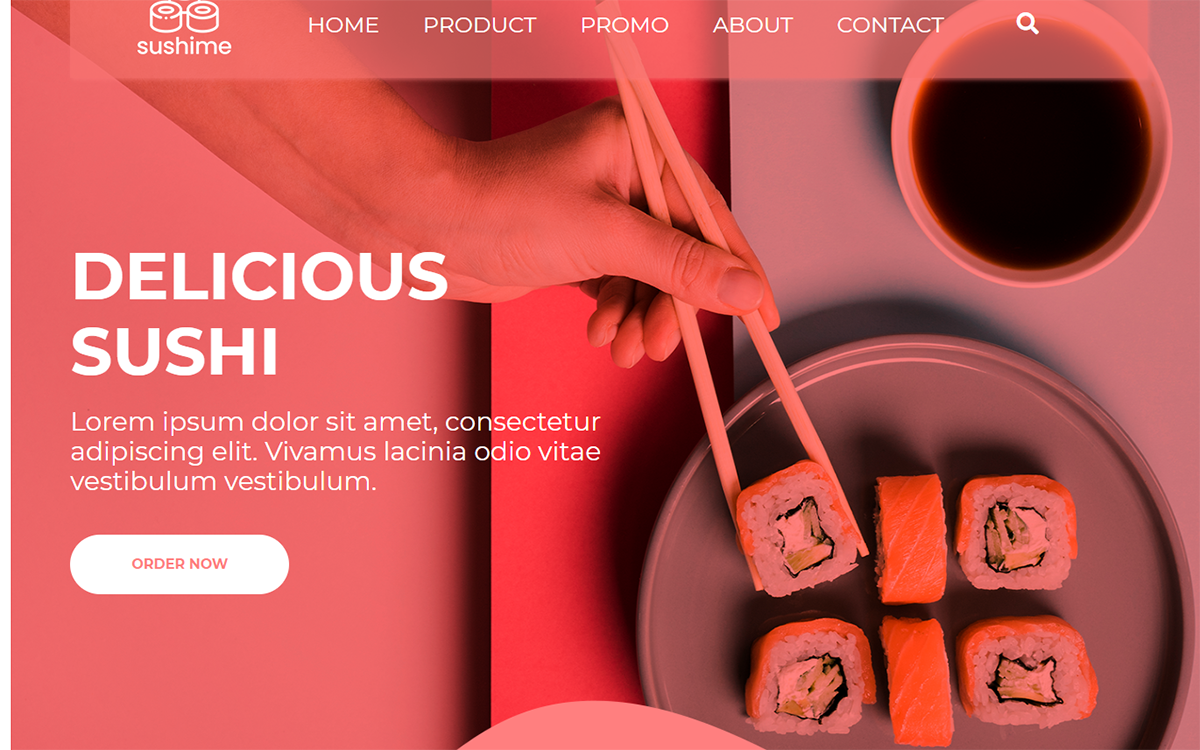 sushime
HOME PRODUCT PROMO ABOUT CONTACT
DELICIOUS
SUSHI
Lorem ipsum dolor sit amet, consectetur
adipiscing elit. Vivamus lacinia odio vitae
vestibulum vestibulum.
ORDER NOW